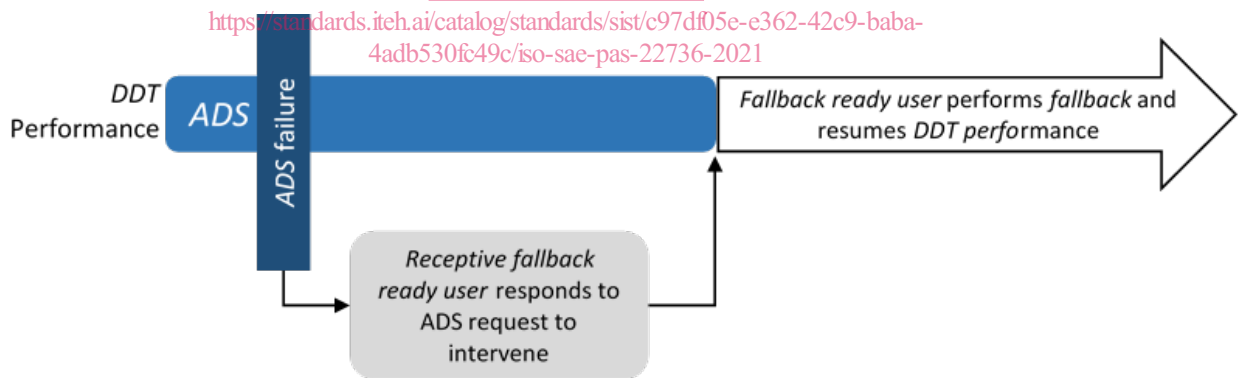 https://standards.iteh.ai/catalog/standards/sist/c97df05e-e362-42c9-baba-
4adb530fc49c/iso-sae-pas-22736-2021
DDT
Performance
ADS
ADS failure
Fallback ready user performs fallback and
resumes DDT performance
Receptive fallback
ready user responds to
ADS request to
intervene